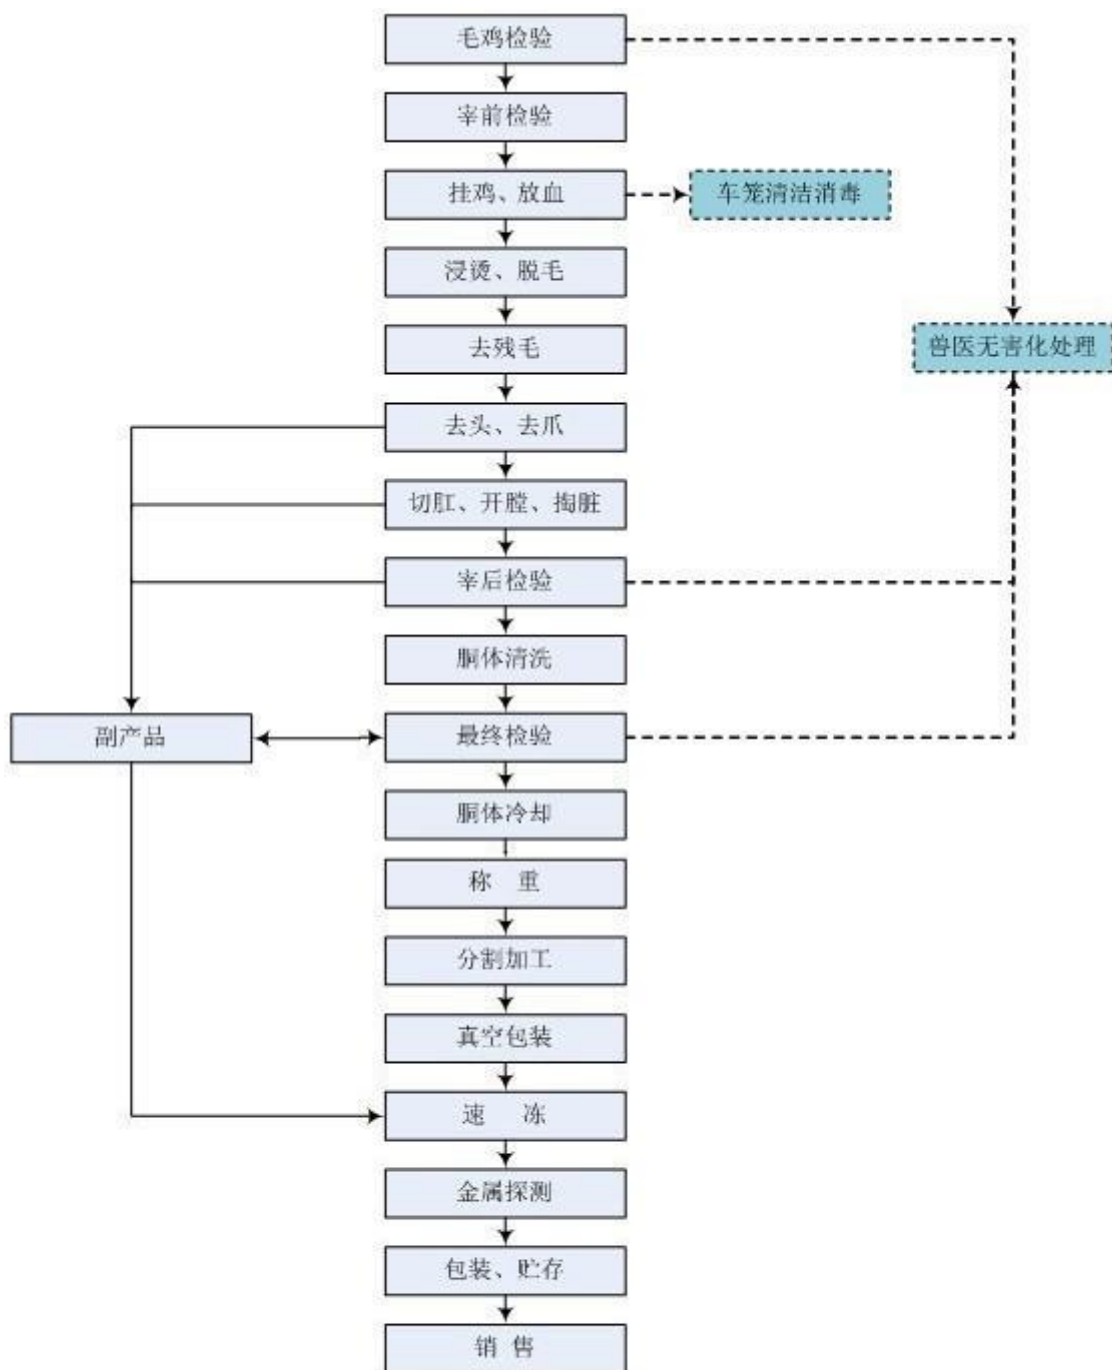 毛鸡检验
宰前检验
挂鸡、放血
车笼清洁消毒
浸烫、脱毛
去残毛
兽医无害化处理
去头、去爪
切肛、开膛、掏脏
宰后检验
胴体清洗
副产品
最终检验
胴体冷却
称 重
分割加工
真空包装
速 冻
金属探测
包装、贮存
销 售